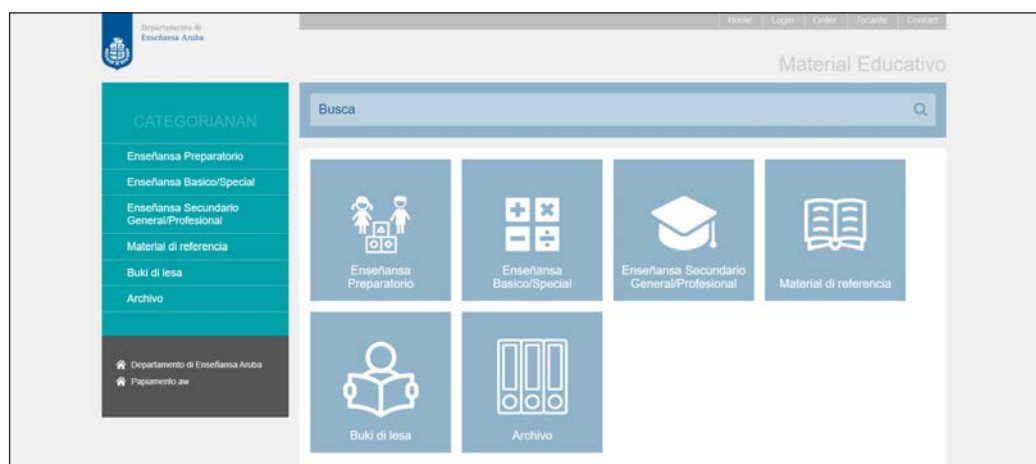 Departamento di
Enseñansa Aruba
Home
Login
Order
Tocante
Contact
Material Educativo
CATEGORIANAN
Enseñansa Preparatorio
Enseñansa Basico/Special
Enseñansa Secundario
General/Profesional
Material di referencia
Buki di lesa
Archivo
Departamento di Enseñansa Aruba
Papiamento.aw
Busca
Enseñansa
Preparatorio
Enseñansa
Basico/Special
Enseñansa Secundario
General/Profesional
Material di referencia
Buki di lesa
Archivo